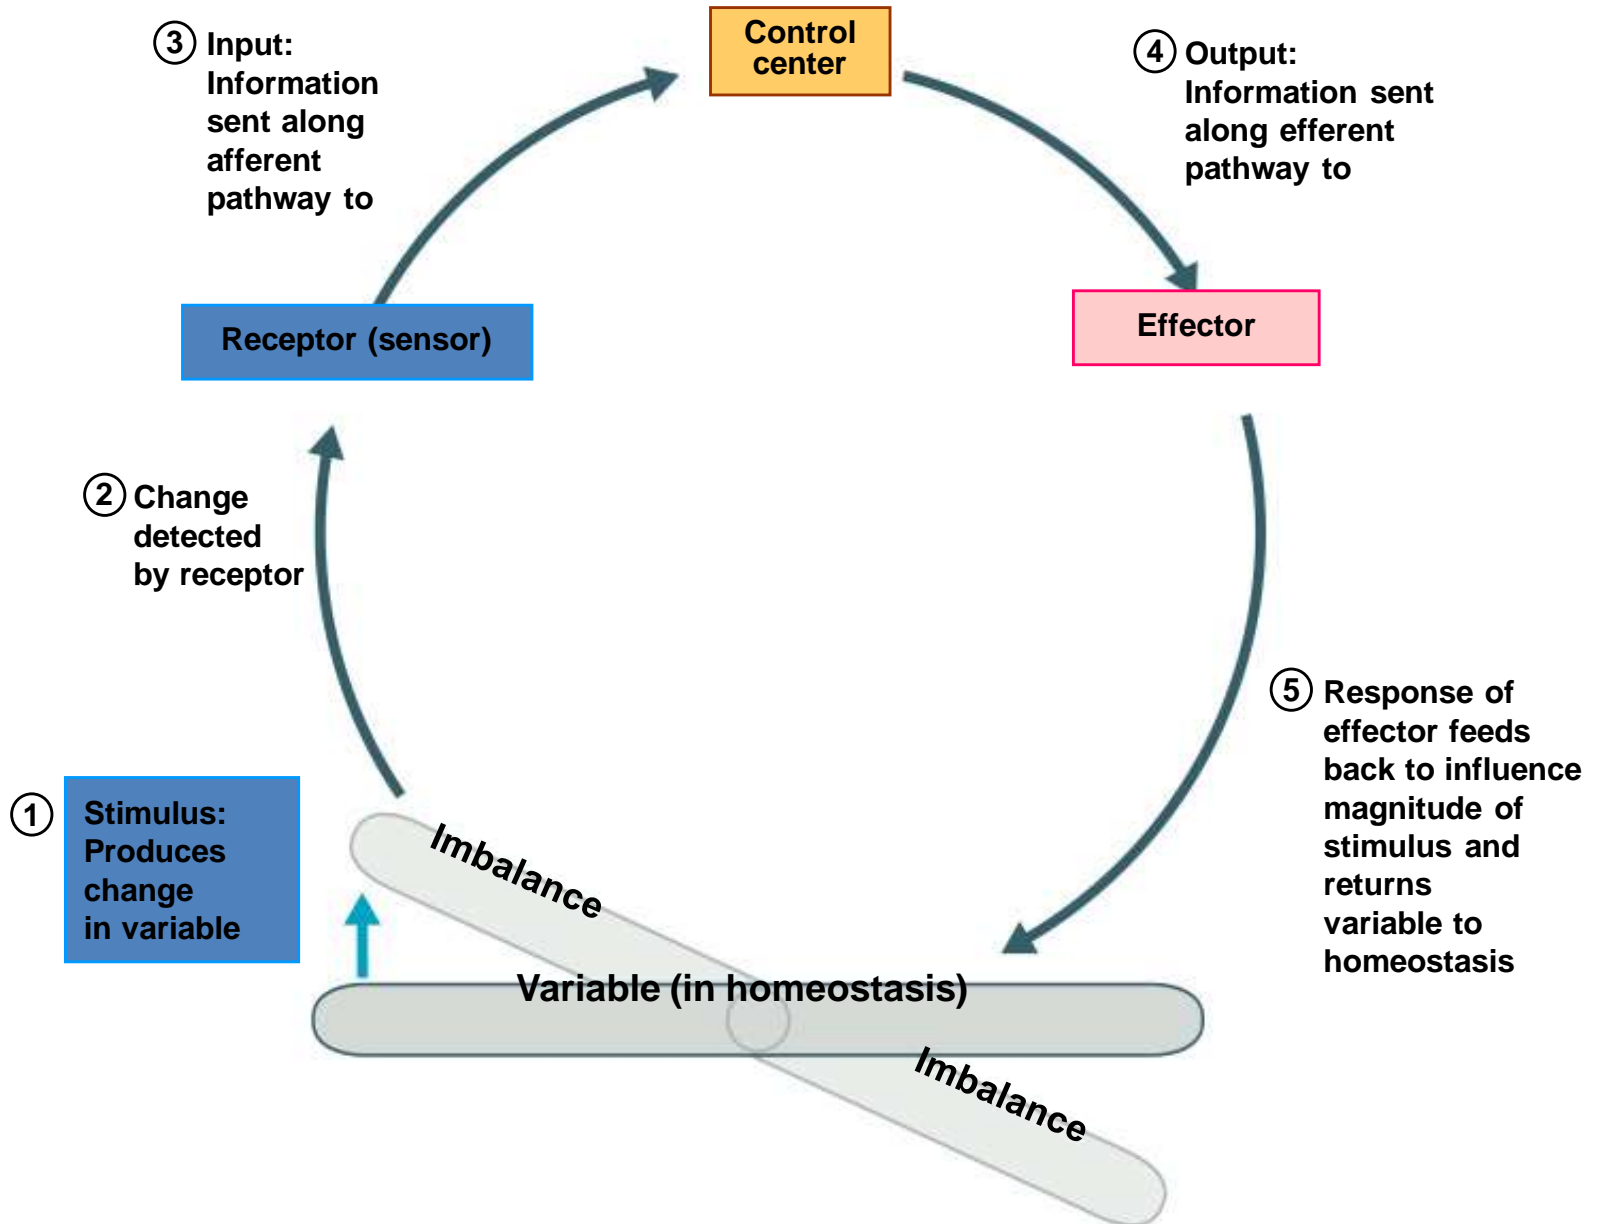 Control
center
3 Input:
Information
sent along
afferent
pathway to
4 Output:
Information sent
along efferent
pathway to
Receptor (sensor)
Effector
2 Change
detected
by receptor
1 Stimulus:
Produces
change
in variable
5 Response of
effector feeds
back to influence
magnitude of
stimulus and
returns
variable to
homeostasis
Imbalance
Variable (in homeostasis)
Imbalance